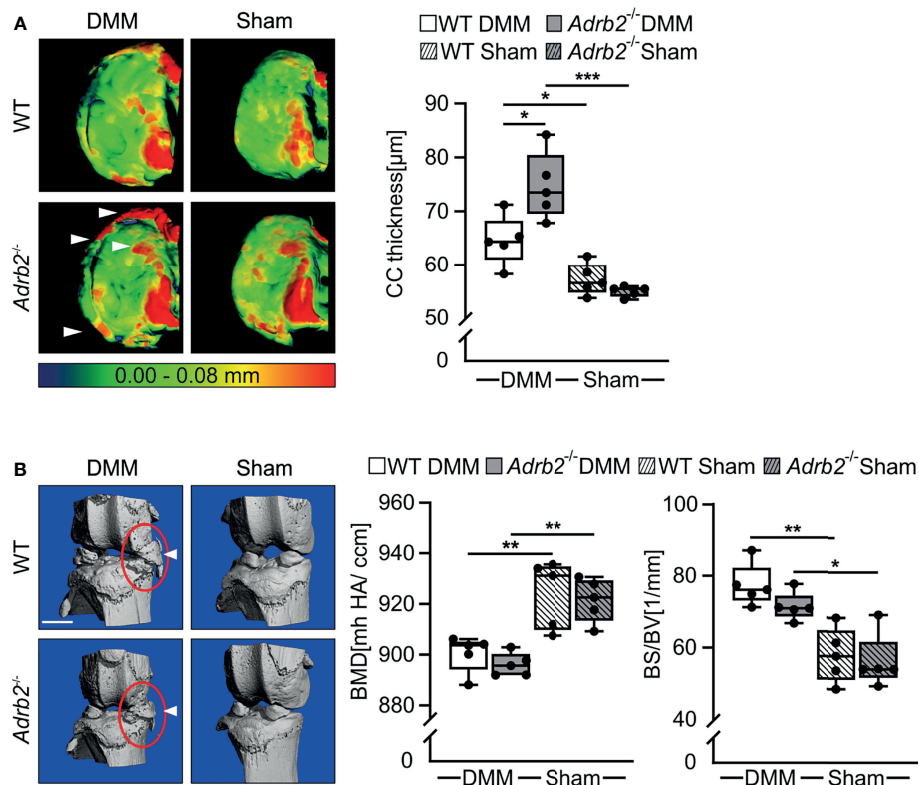 A
DMM Sham
WT
Adrb2-/-
0.00 - 0.08 mm
WT DMM Adrb2-/-DMM
WT Sham Adrb2-/-Sham
***
*
*
CC thickness[µm]
90
80
70
60
50
0
DMM Sham
B
DMM Sham
WT
Adrb2-/-
WT DMM Adrb2-/-DMM WT Sham Adrb2-/-Sham
BMD[mh HA/ ccm]
960
940
920
900
880
0
**
**
DMM Sham
BS/BV[1/mm]
100
80
60
40
0
**
*
DMM Sham